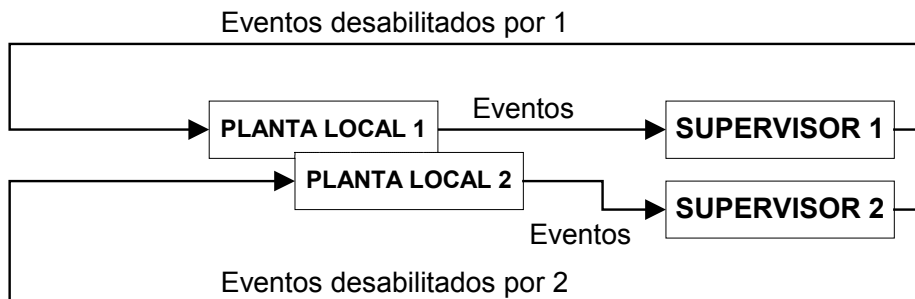 Eventos desabilitados por 1
PLANTA LOCAL 1
Eventos
SUPERVISOR 1
PLANTA LOCAL 2
SUPERVISOR 2
Eventos
Eventos desabilitados por 2